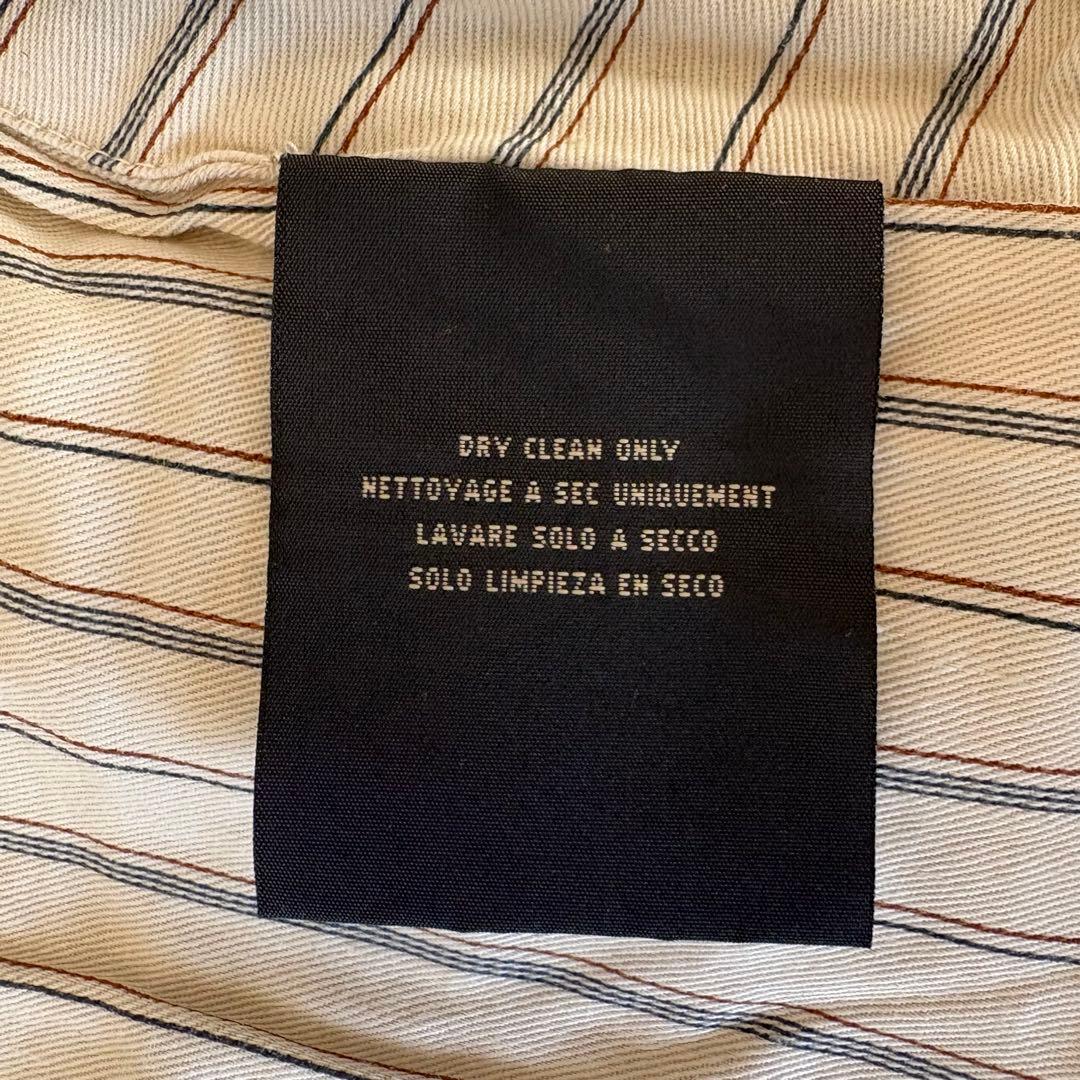 DRY CLEAN ONLY
NETTOYAGE A SEC UNIQUEMENT
LAVARE SOLO A SECCO
SOLO LIMPIEZA EN SECO